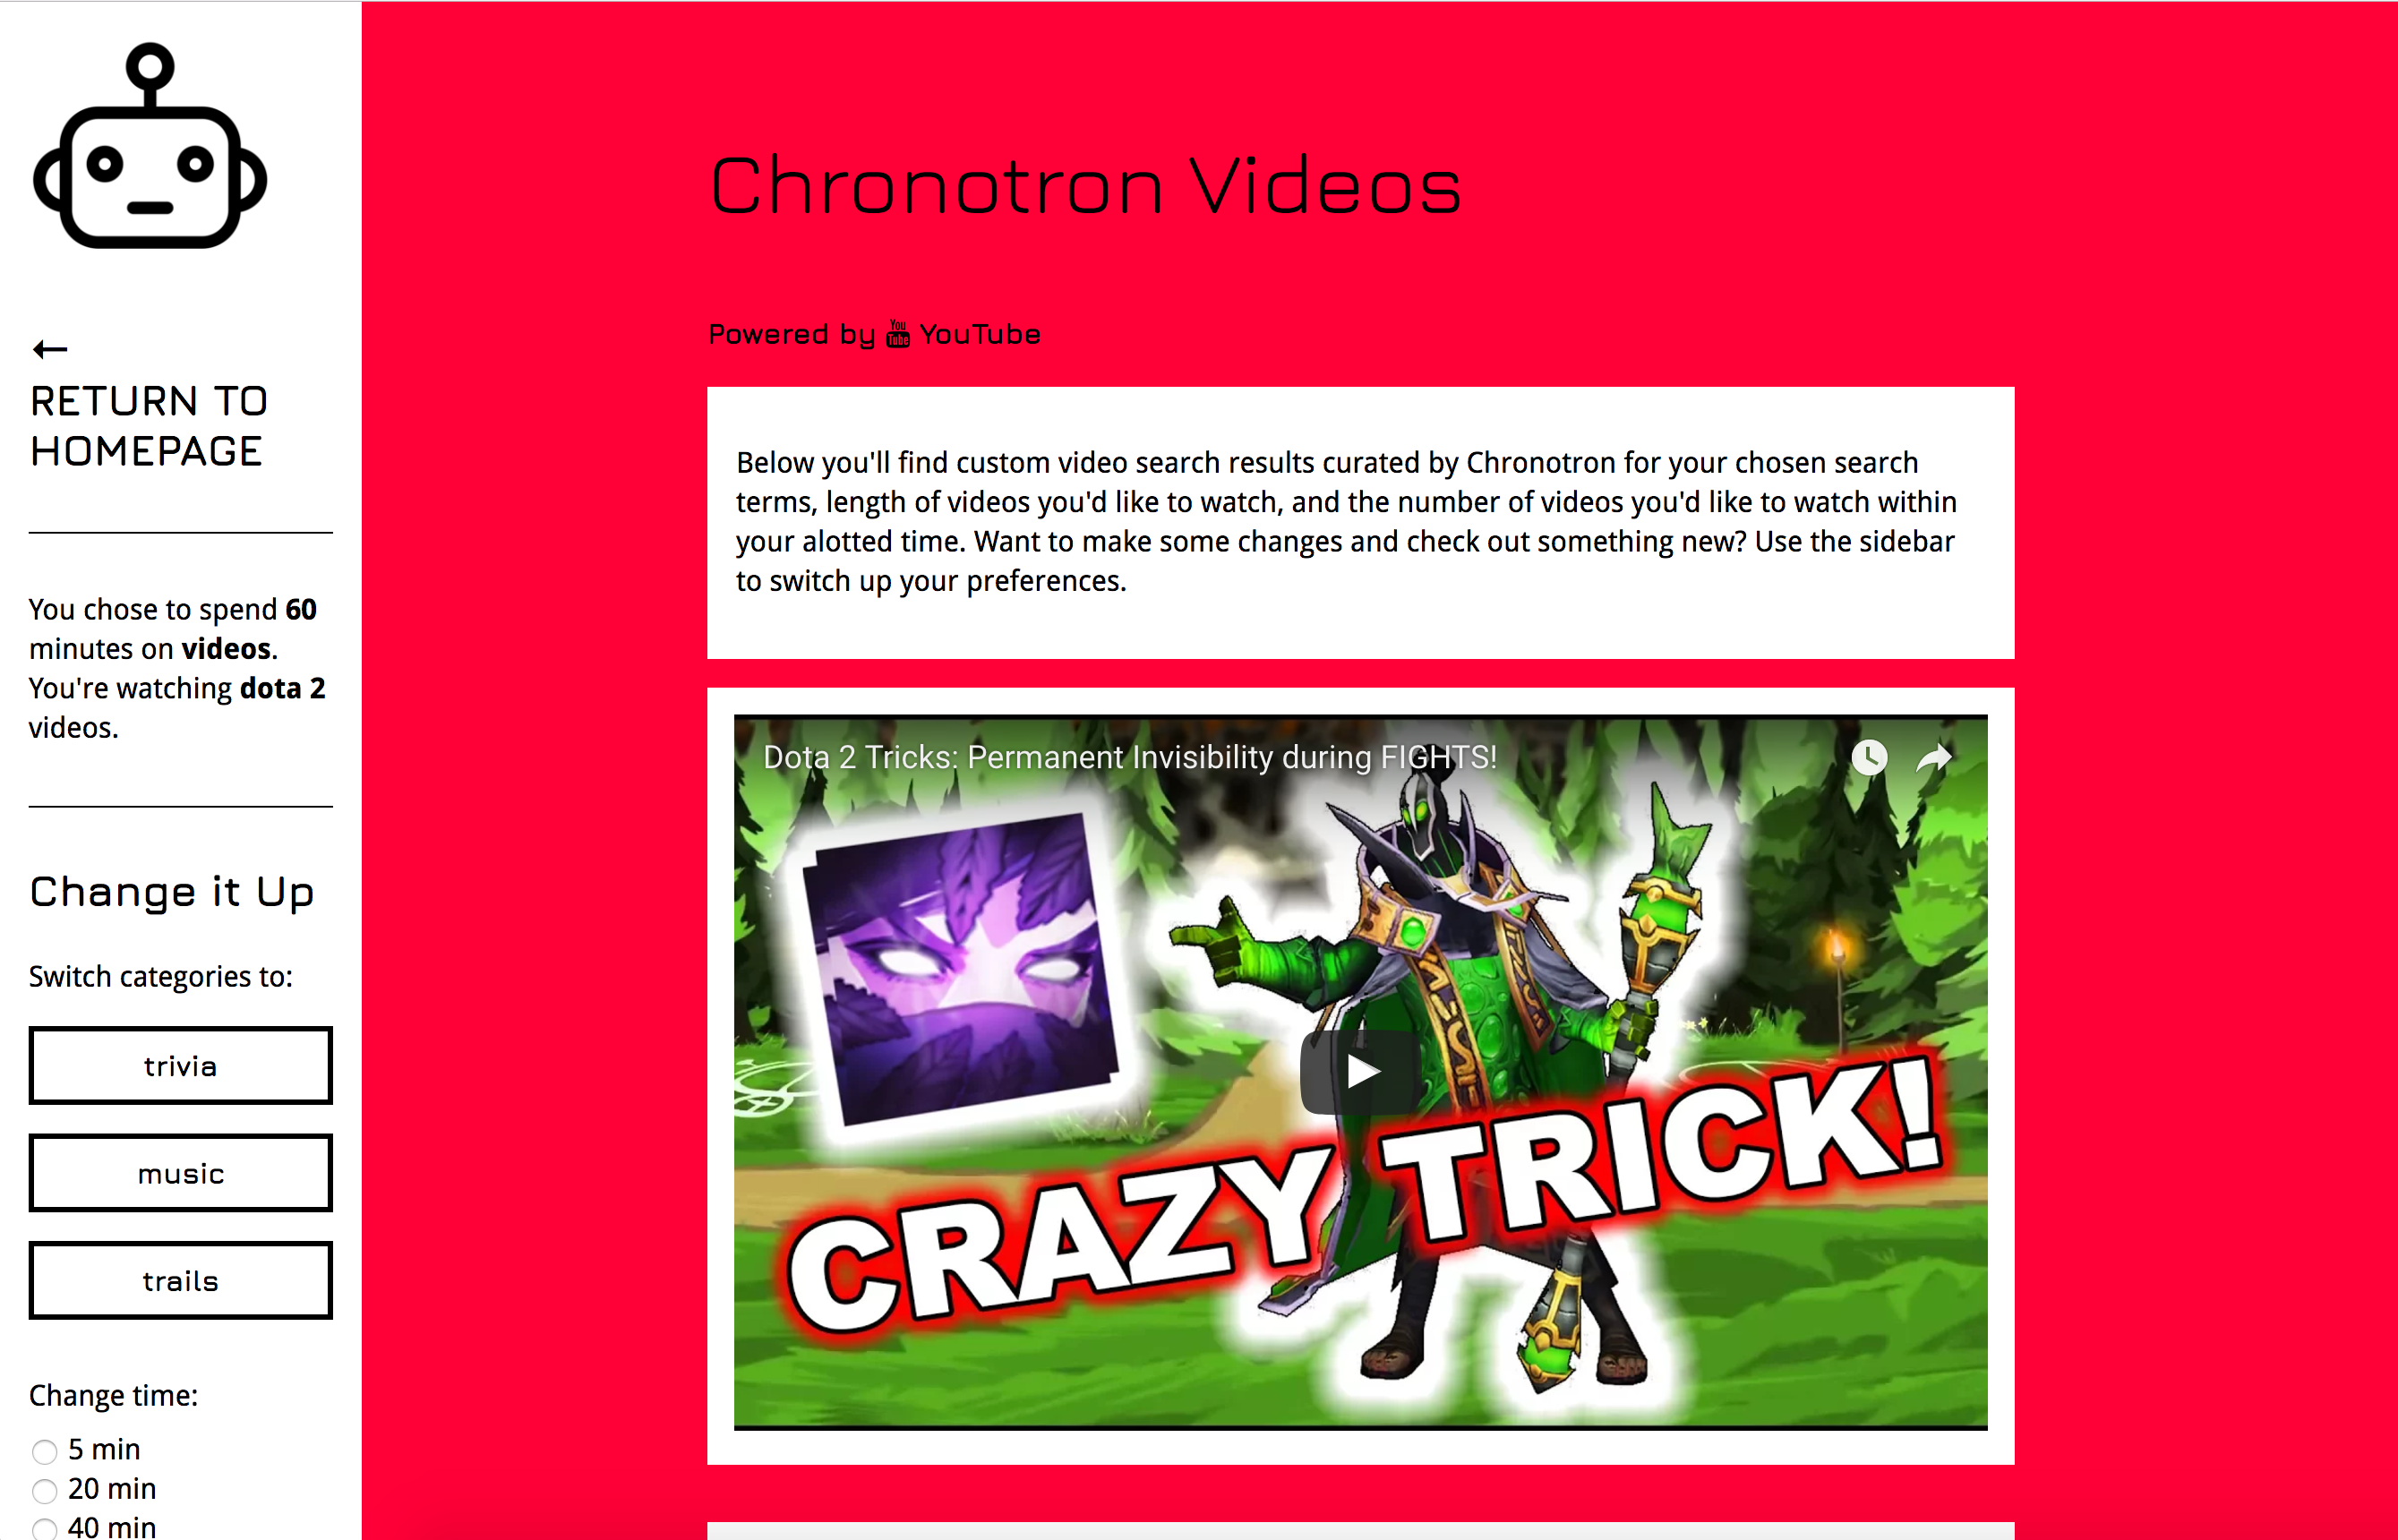 RETURN TO
HOMEPAGE
You chose to spend 60
minutes on videos.
You're watching dota 2
videos.
Change it Up
Switch categories to:
trivia
music
trails
Change time:
5 min
20 min
40 min
Chronotron Videos
Powered by You Tube YouTube
Below you'll find custom video search results curated by Chronotron for your chosen search
terms, length of videos you'd like to watch, and the number of videos you'd like to watch within
your alotted time. Want to make some changes and check out something new? Use the sidebar
to switch up your preferences.
Dota 2 Tricks: Permanent Invisibility during FIGHTS!
CRAZY TRICK!